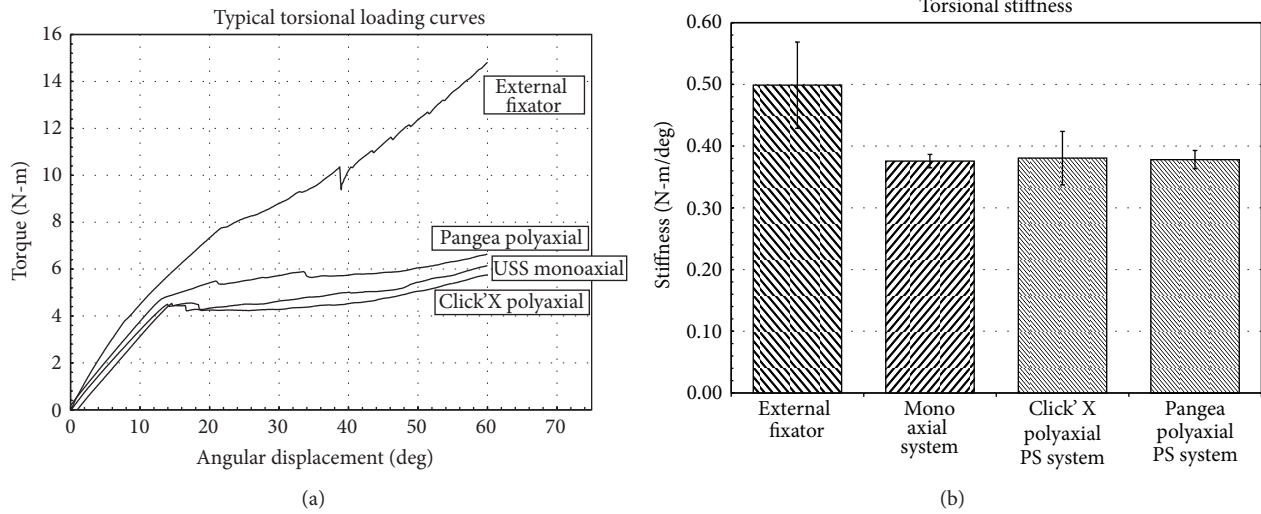 Typical torsional loading curves
16
14
12
10
8
6
4
2
0
Torque (N-m)
External
fixator
Pangea polyaxial
USS monoaxial
Click'X polyaxial
0 10 20 30 40 50 60 70
Angular displacement (deg)
(a)
Torsional stiffness
0.60
0.50
0.40
0.30
0.20
0.10
0.00
Stiffness (N-m/deg)
External
fixator
Mono
axial
system
Click' X
polyaxial
PS system
Pangea
polyaxial
PS system
(b)